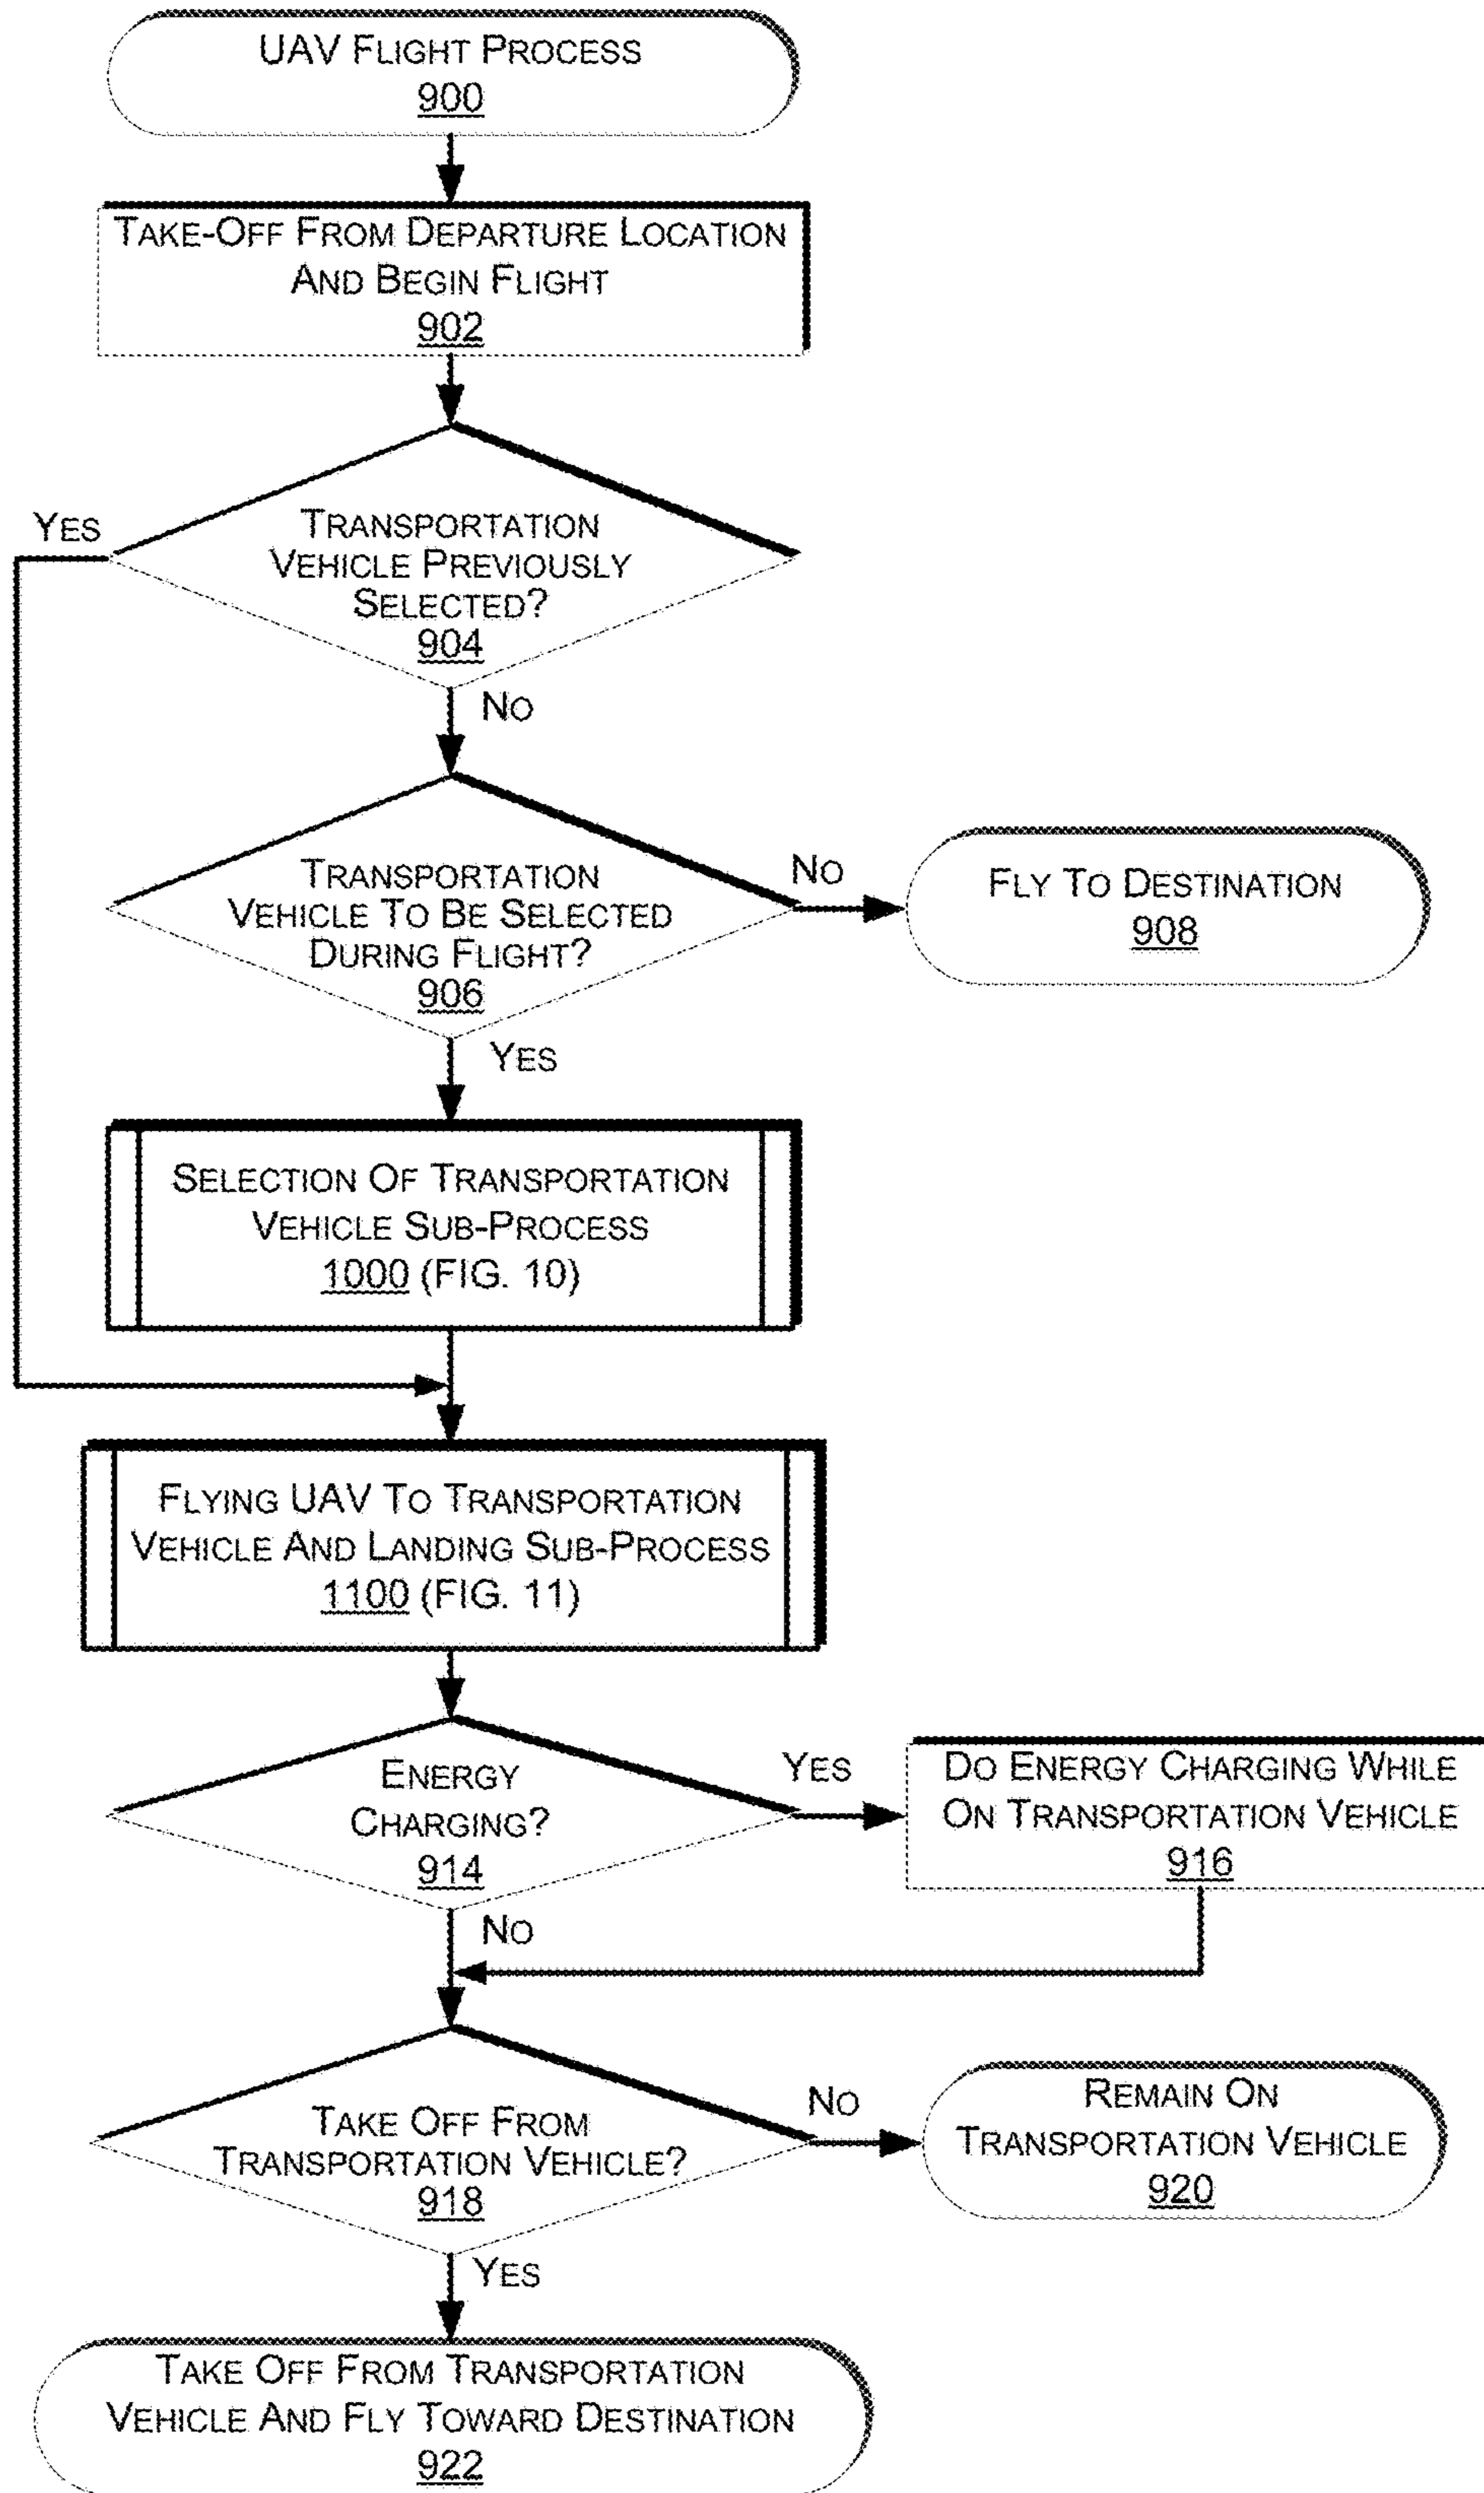 UAV FLIGHT PROCESS
900
TAKE-OFF FROM DEPARTURE LOCATION
AND BEGIN FLIGHT
902
YES
TRANSPORTATION
VEHICLE PREVIOUSLY
SELECTED?
904
NO
TRANSPORTATION
VEHICLE TO BE SELECTED
DURING FLIGHT?
906
NO
FLY TO DESTINATION
908
YES
SELECTION OF TRANSPORTATION
VEHICLE SUB-PROCESS
1000 (FIG. 10)
FLYING UAV TO TRANSPORTATION
VEHICLE AND LANDING SUB-PROCESS
1100 (FIG. 11)
ENERGY
CHARGING?
914
YES
DO ENERGY CHARGING WHILE
ON TRANSPORTATION VEHICLE
916
NO
TAKE OFF FROM
TRANSPORTATION VEHICLE?
918
NO
REMAIN ON
TRANSPORTATION VEHICLE
920
YES
TAKE OFF FROM TRANSPORTATION
VEHICLE AND FLY TOWARD DESTINATION
922